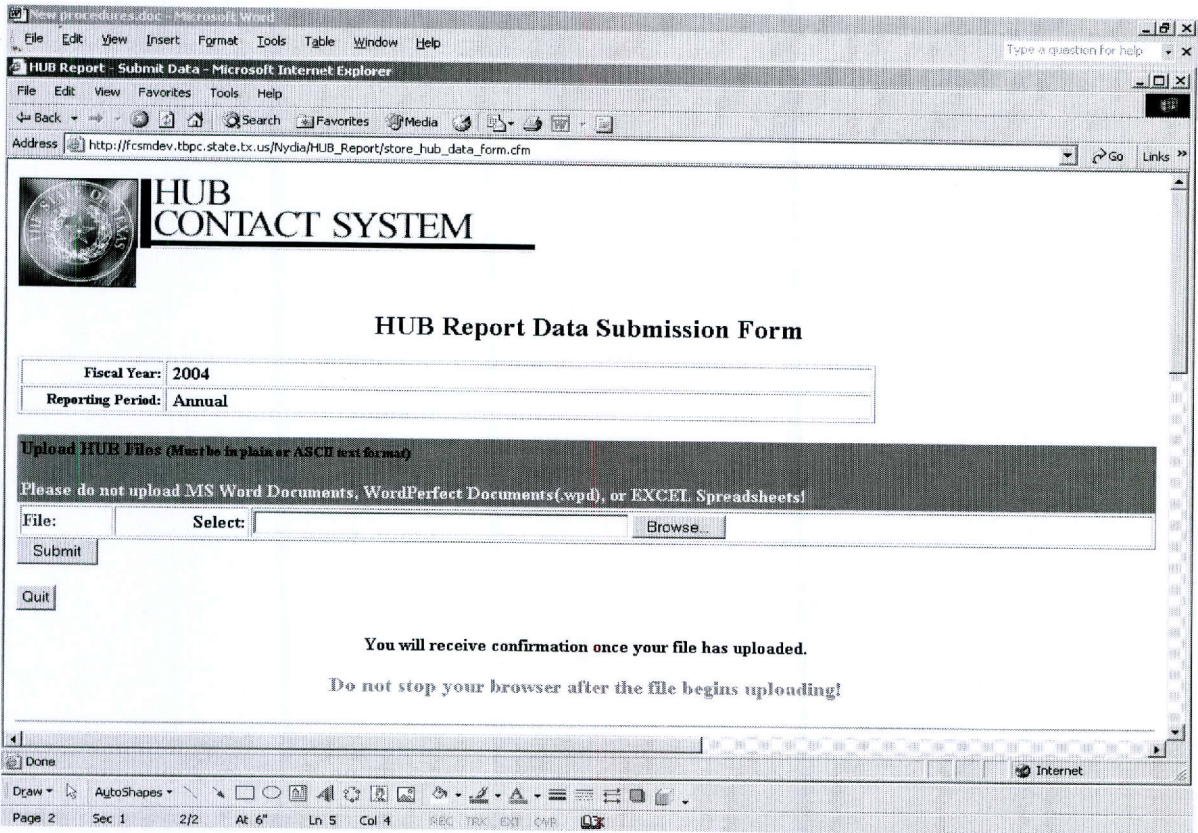 New procedures.doc - Microsoft Word
File Edit View Insert Format Tools Table Window Help
Type a question for help
HUB Report - Submit Data - Microsoft Internet Explorer
File Edit View Favorites Tools Help
Back Search Favorites Media
Address http://fcsmdev.tbpc.state.tx.us/Nydia/HUB_Report/store_hub_data_form.cfm Go Links »
THE STATE OF TEXAS
HUB
CONTACT SYSTEM
HUB Report Data Submission Form
Fiscal Year: 2004
Reporting Period: Annual
Upload HUB Files (Must be in plain or ASCII text format)
Please do not upload MS Word Documents, WordPerfect Documents(.wpd), or EXCEL Spreadsheets!
File: Select: Browse...
Submit
Quit
You will receive confirmation once your file has uploaded.
Do not stop your browser after the file begins uploading!
Done Internet
Draw AutoShapes
Page 2 Sec 1 2/2 At 6" Ln 5 Col 4 REC TRK EXT OVR